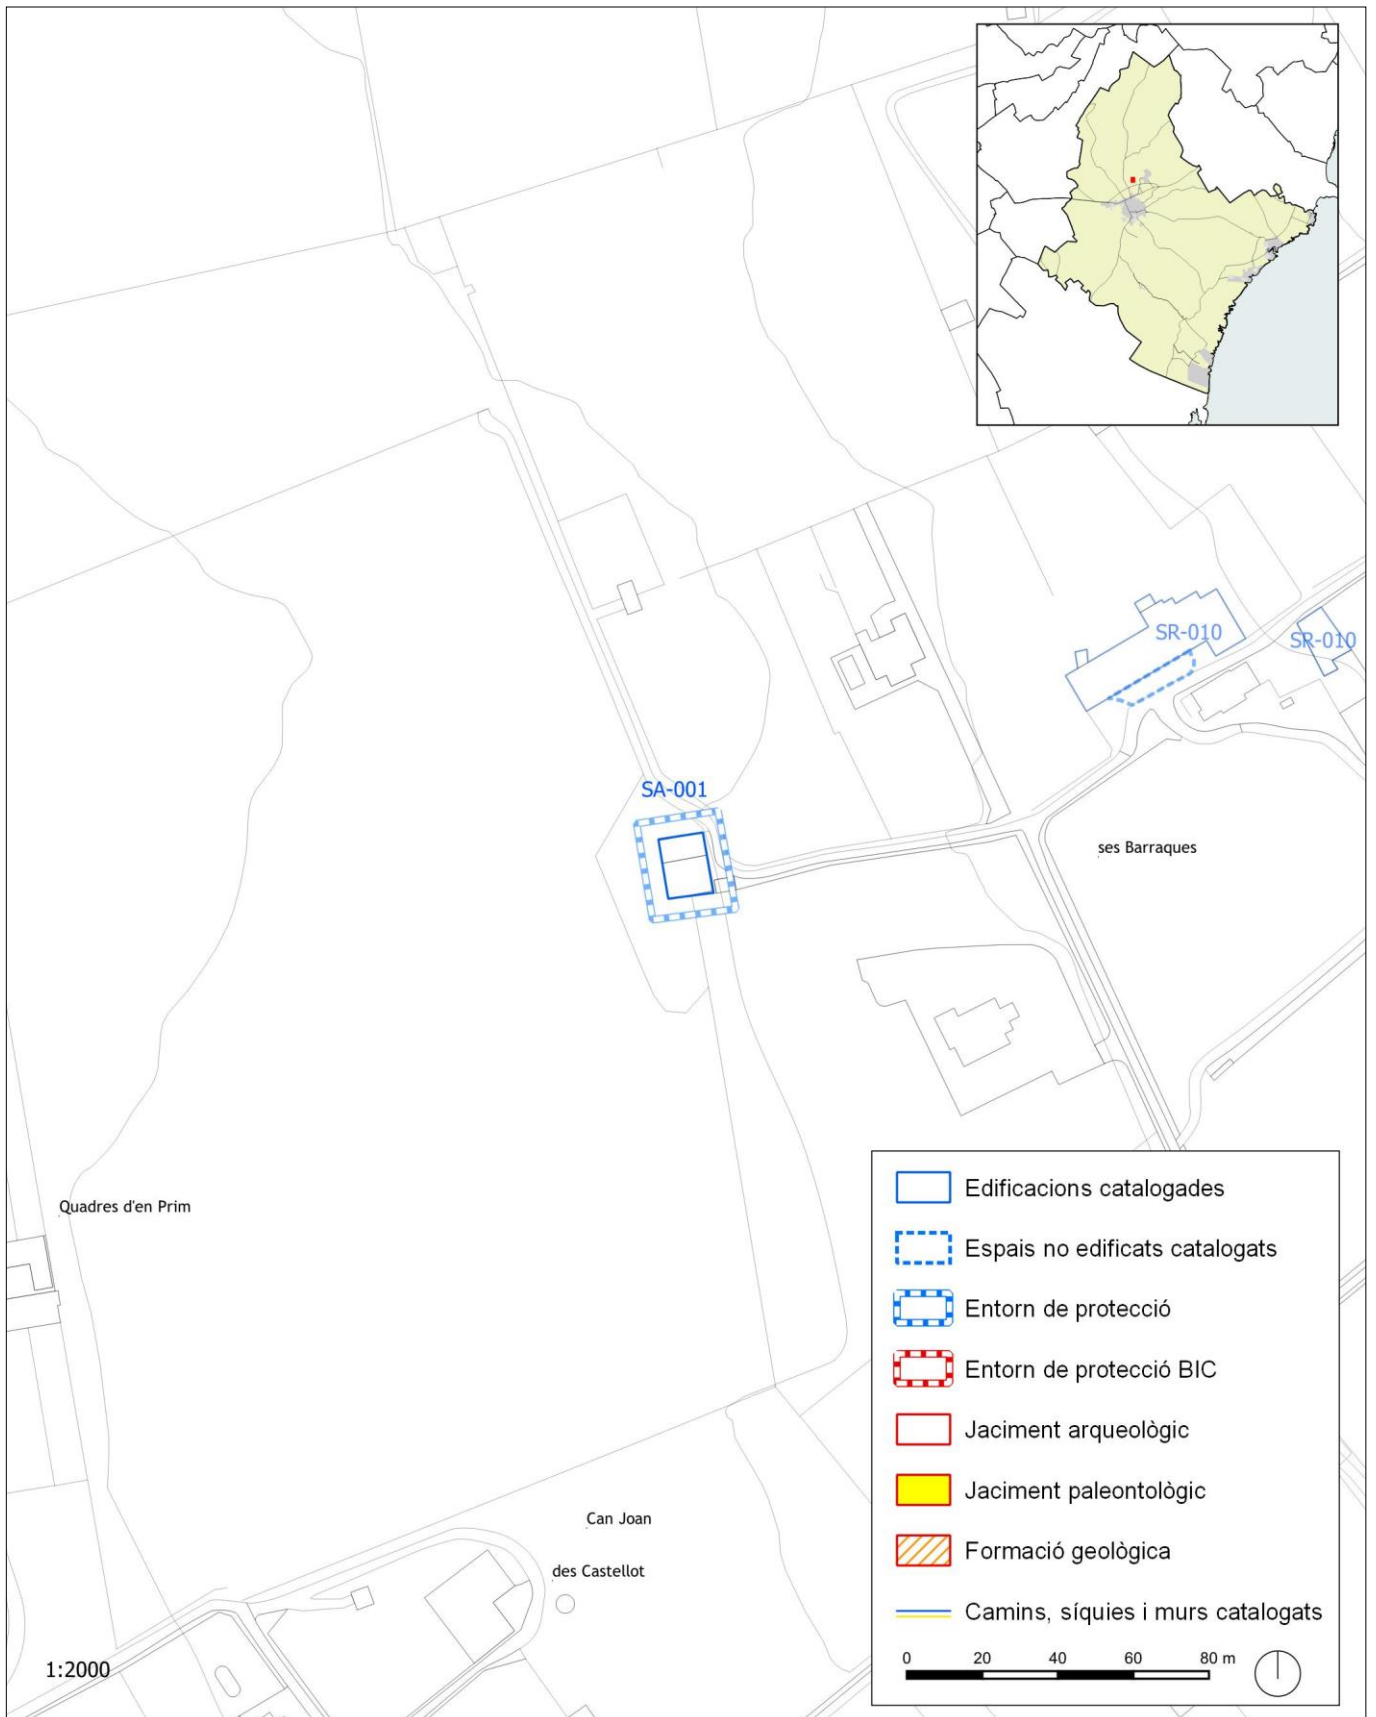 SR-010
SR-010
SA-001
ses Barraques
Quadres d'en Prim
Can Joan
des Castellot
1:2000
Edificacions catalogades
Espais no edificats catalogats
Entorn de protecció
Entorn de protecció BIC
Jaciment arqueològic
Jaciment paleontològic
Formació geològica
Camins, síquies i murs catalogats
0 20 40 60 80 m